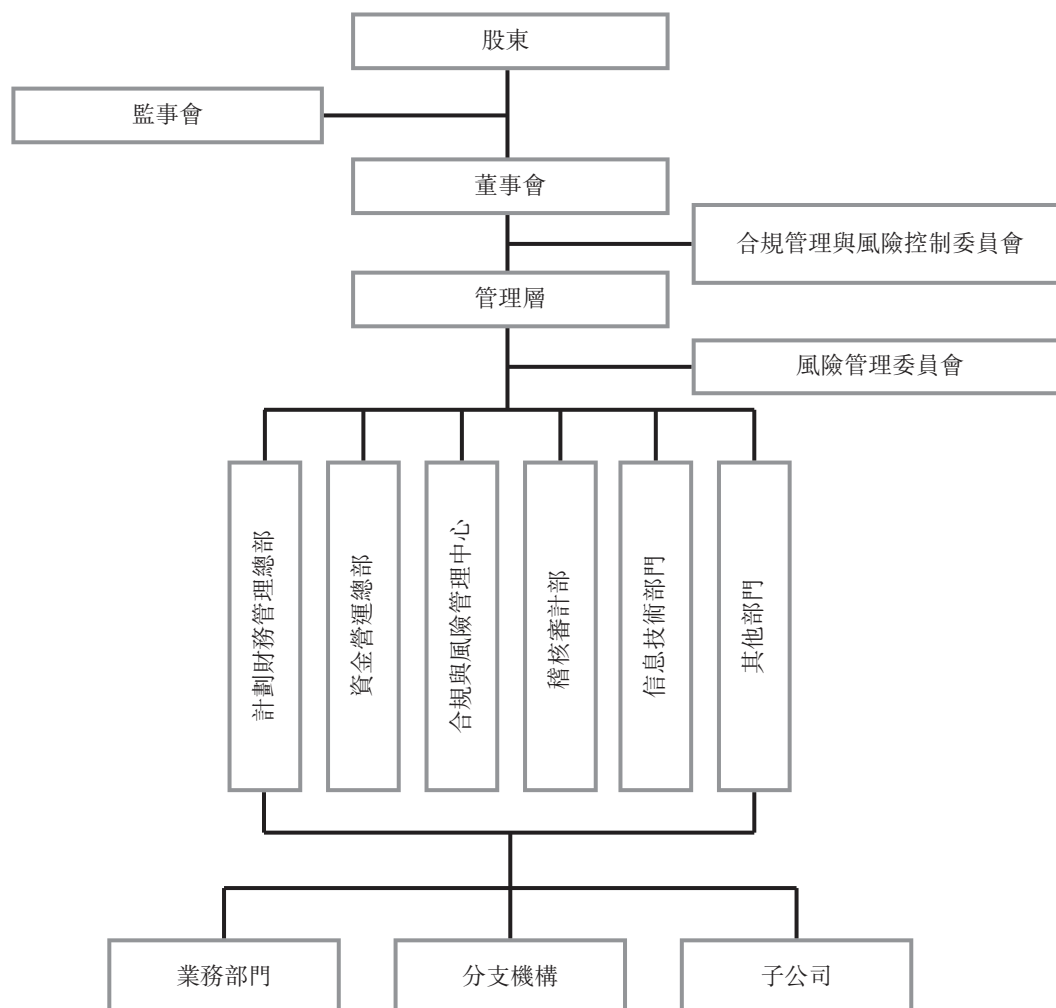 股東
監事會
董事會
合規管理與風險控制委員會
管理層
風險管理委員會
計劃財務管理總部
資金營運總部
合規與風險管理中心
稽核審計部
信息技術部門
其他部門
業務部門
分支機構
子公司